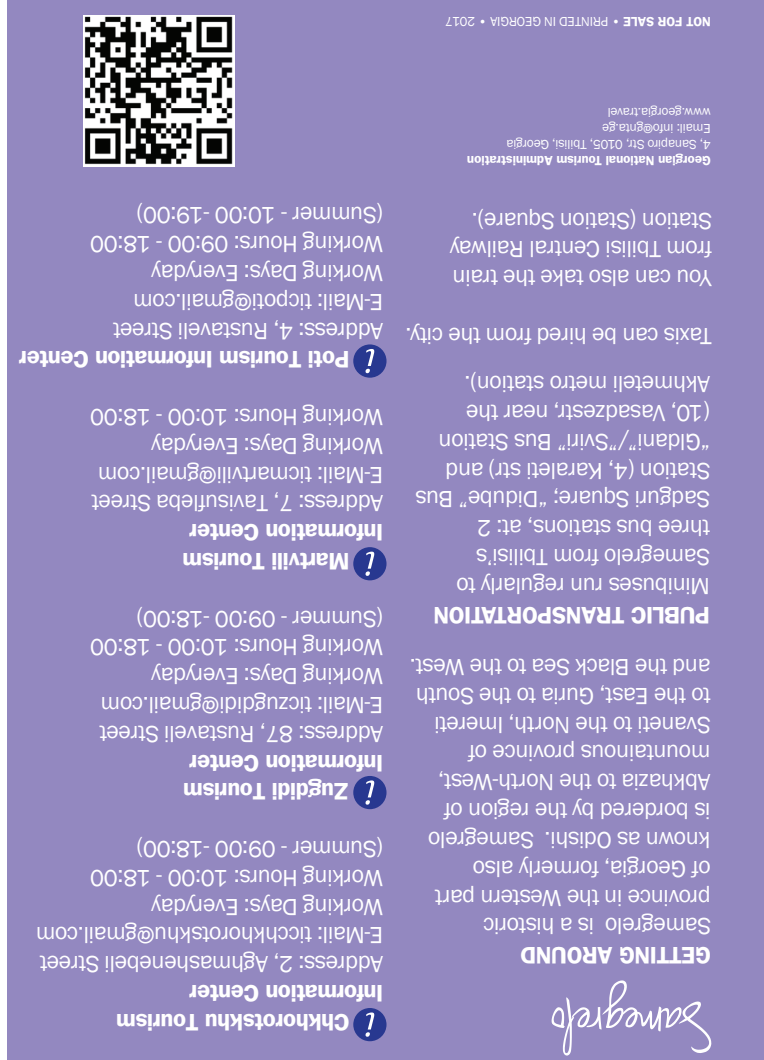 Samegrelo
GETTING AROUND
Samegrelo is a historic
province in the Western part
of Georgia, formerly also
known as Odishi. Samegrelo
is bordered by the region of
Abkhazia to the North-West,
mountainous province of
Svaneti to the North, Imereti
to the East, Guria to the South
and the Black Sea to the West.
PUBLIC TRANSPORTATION
Minibuses run regularly to
Samegrelo from Tbilisi's
three bus stations, at: 2
Sadguri Square; "Didube" Bus
Station (4, Karaleti str) and
"Gldani"/"Sviri" Bus Station
(10, Vasadzestr, near the
Akhmeteli metro station).
Taxis can be hired from the city.
You can also take the train
from Tbilisi Central Railway
Station (Station Square).
Georgian National Tourism Administration
4, Sanapiro Str, 0105, Tbilisi, Georgia
Email: info@gnta.ge
www.georgia.travel
NOT FOR SALE • PRINTED IN GEORGIA • 2017
i Chkhorotskhu Tourism
Information Center
Address: 2, Aghmashenebeli Street
E-Mail: ticchkhorotskhu@gmail.com
Working Days: Everyday
Working Hours: 10:00 - 18:00
(Summer - 09:00 -18:00)
i Zugdidi Tourism
Information Center
Address: 87, Rustaveli Street
E-Mail: ticzugdidi@gmail.com
Working Days: Everyday
Working Hours: 10:00 - 18:00
(Summer - 09:00 -18:00)
i Martvili Tourism
Information Center
Address: 7, Tavisufleba Street
E-Mail: ticmartvili@gmail.com
Working Days: Everyday
Working Hours: 10:00 - 18:00
i Poti Tourism Information Center
Address: 4, Rustaveli Street
E-Mail: ticpoti@gmail.com
Working Days: Everyday
Working Hours: 09:00 - 18:00
(Summer - 10:00 -19:00)